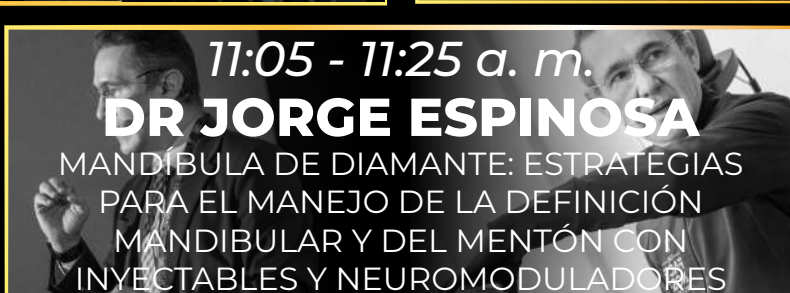 11:05 - 11:25 a. m.
DR JORGE ESPINOSA
MANDÍBULA DE DIAMANTE: ESTRATEGIAS
PARA EL MANEJO DE LA DEFINICIÓN
MANDIBULAR Y DEL MENTÓN CON
INYECTABLES Y NEUROMODULADORES